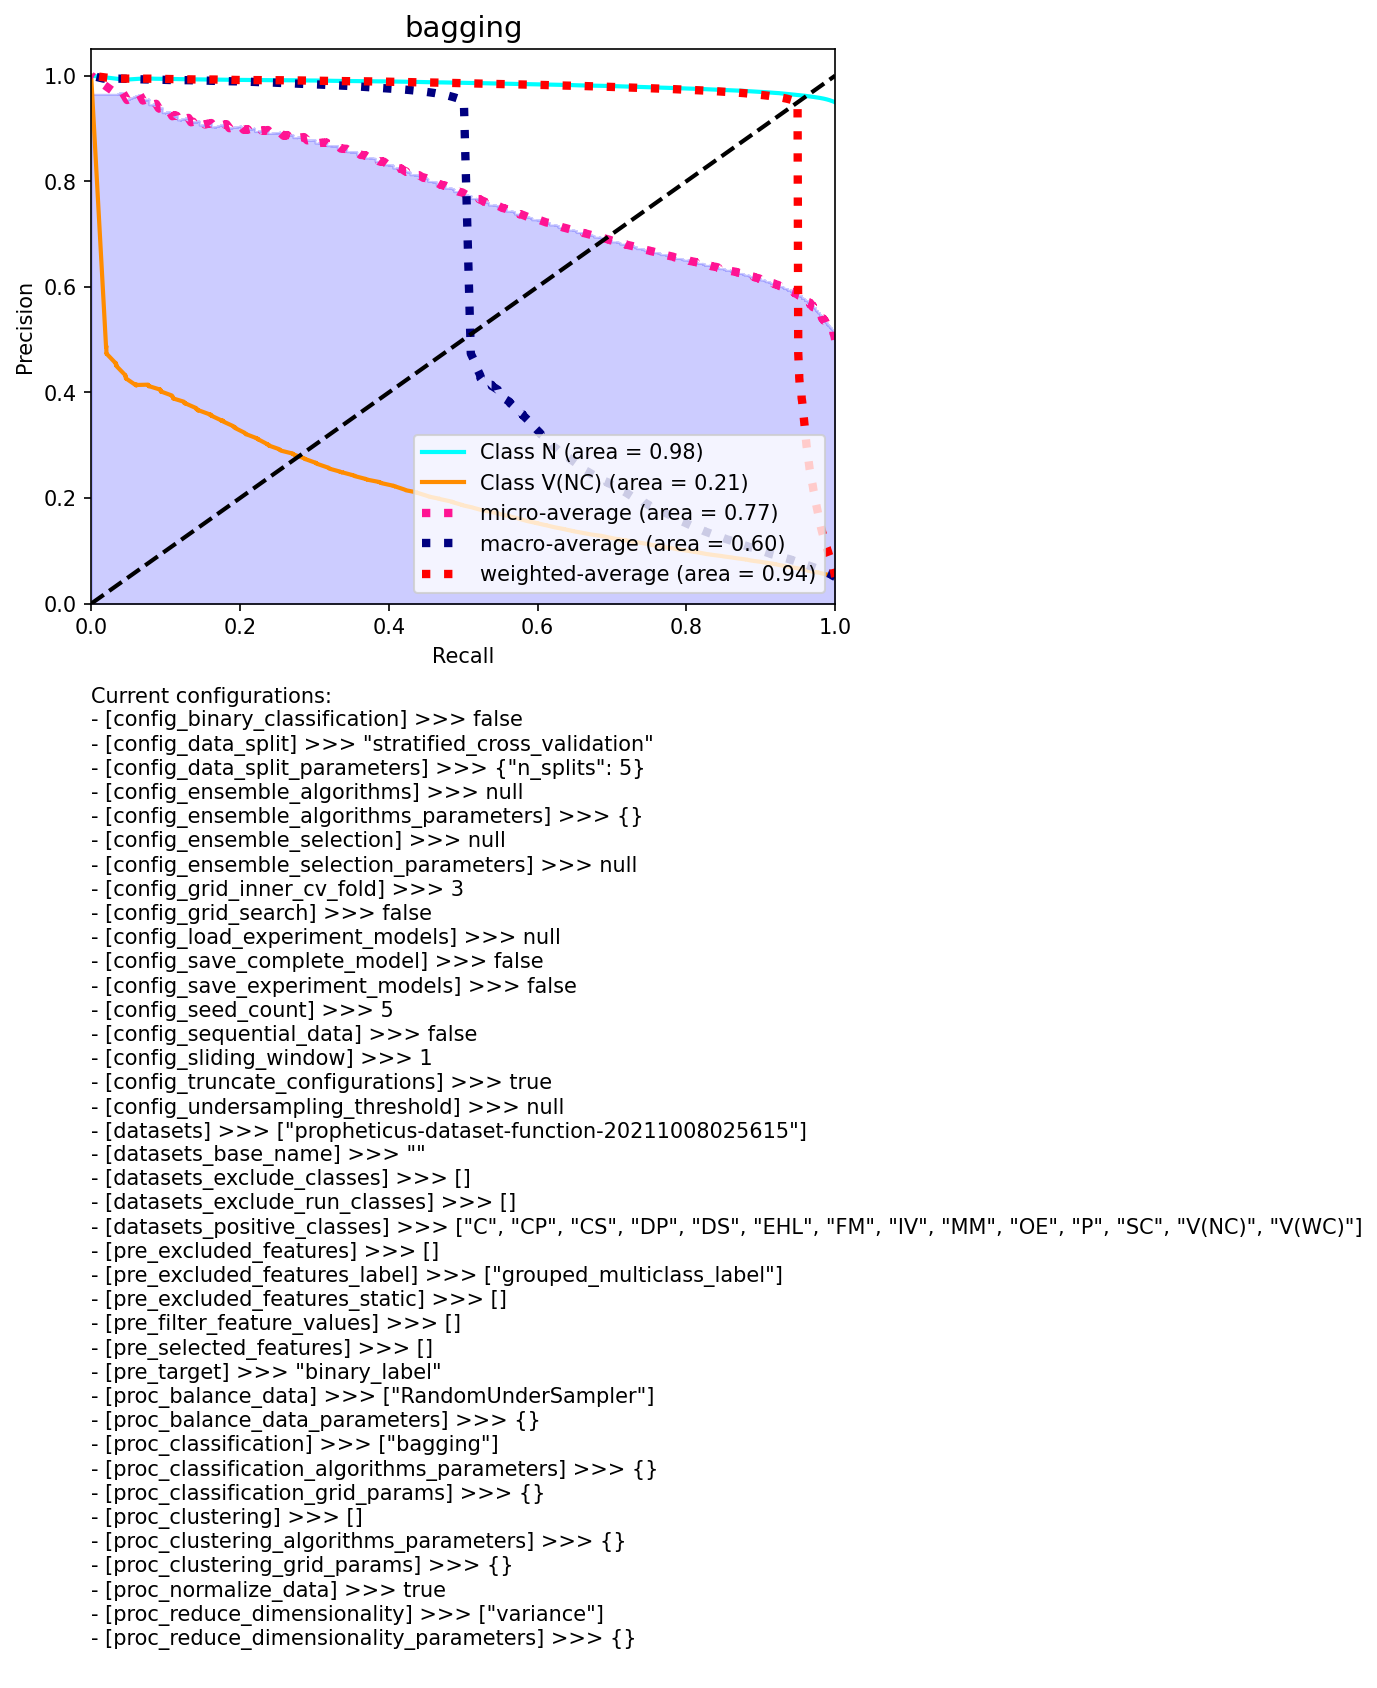 bagging
1.0
0.8
0.6
0.4
0.2
0.0
Precision
Class N (area = 0.98)
Class V(NC) (area = 0.21)
micro-average (area = 0.77)
macro-average (area = 0.60)
weighted-average (area = 0.94)
0.0 0.2 0.4 0.6 0.8 1.0
Recall
Current configurations:
- [config_binary_classification] >>> false
- [config_data_split] >>> "stratified_cross_validation"
- [config_data_split_parameters] >>> {"n_splits": 5}
- [config_ensemble_algorithms] >>> null
- [config_ensemble_algorithms_parameters] >>> {}
- [config_ensemble_selection] >>> null
- [config_ensemble_selection_parameters] >>> null
- [config_grid_inner_cv_fold] >>> 3
- [config_grid_search] >>> false
- [config_load_experiment_models] >>> null
- [config_save_complete_model] >>> false
- [config_save_experiment_models] >>> false
- [config_seed_count] >>> 5
- [config_sequential_data] >>> false
- [config_sliding_window] >>> 1
- [config_truncate_configurations] >>> true
- [config_undersampling_threshold] >>> null
- [datasets] >>> ["propheticus-dataset-function-20211008025615"]
- [datasets_base_name] >>> ""
- [datasets_exclude_classes] >>> []
- [datasets_exclude_run_classes] >>> []
- [datasets_positive_classes] >>> ["C", "CP", "CS", "DP", "DS", "EHL", "FM", "IV", "MM", "OE", "P", "SC", "V(NC)", "V(WC)"]
- [pre_excluded_features] >>> []
- [pre_excluded_features_label] >>> ["grouped_multiclass_label"]
- [pre_excluded_features_static] >>> []
- [pre_filter_feature_values] >>> []
- [pre_selected_features] >>> []
- [pre_target] >>> "binary_label"
- [proc_balance_data] >>> ["RandomUnderSampler"]
- [proc_balance_data_parameters] >>> {}
- [proc_classification] >>> ["bagging"]
- [proc_classification_algorithms_parameters] >>> {}
- [proc_classification_grid_params] >>> {}
- [proc_clustering] >>> []
- [proc_clustering_algorithms_parameters] >>> {}
- [proc_clustering_grid_params] >>> {}
- [proc_normalize_data] >>> true
- [proc_reduce_dimensionality] >>> ["variance"]
- [proc_reduce_dimensionality_parameters] >>> {}